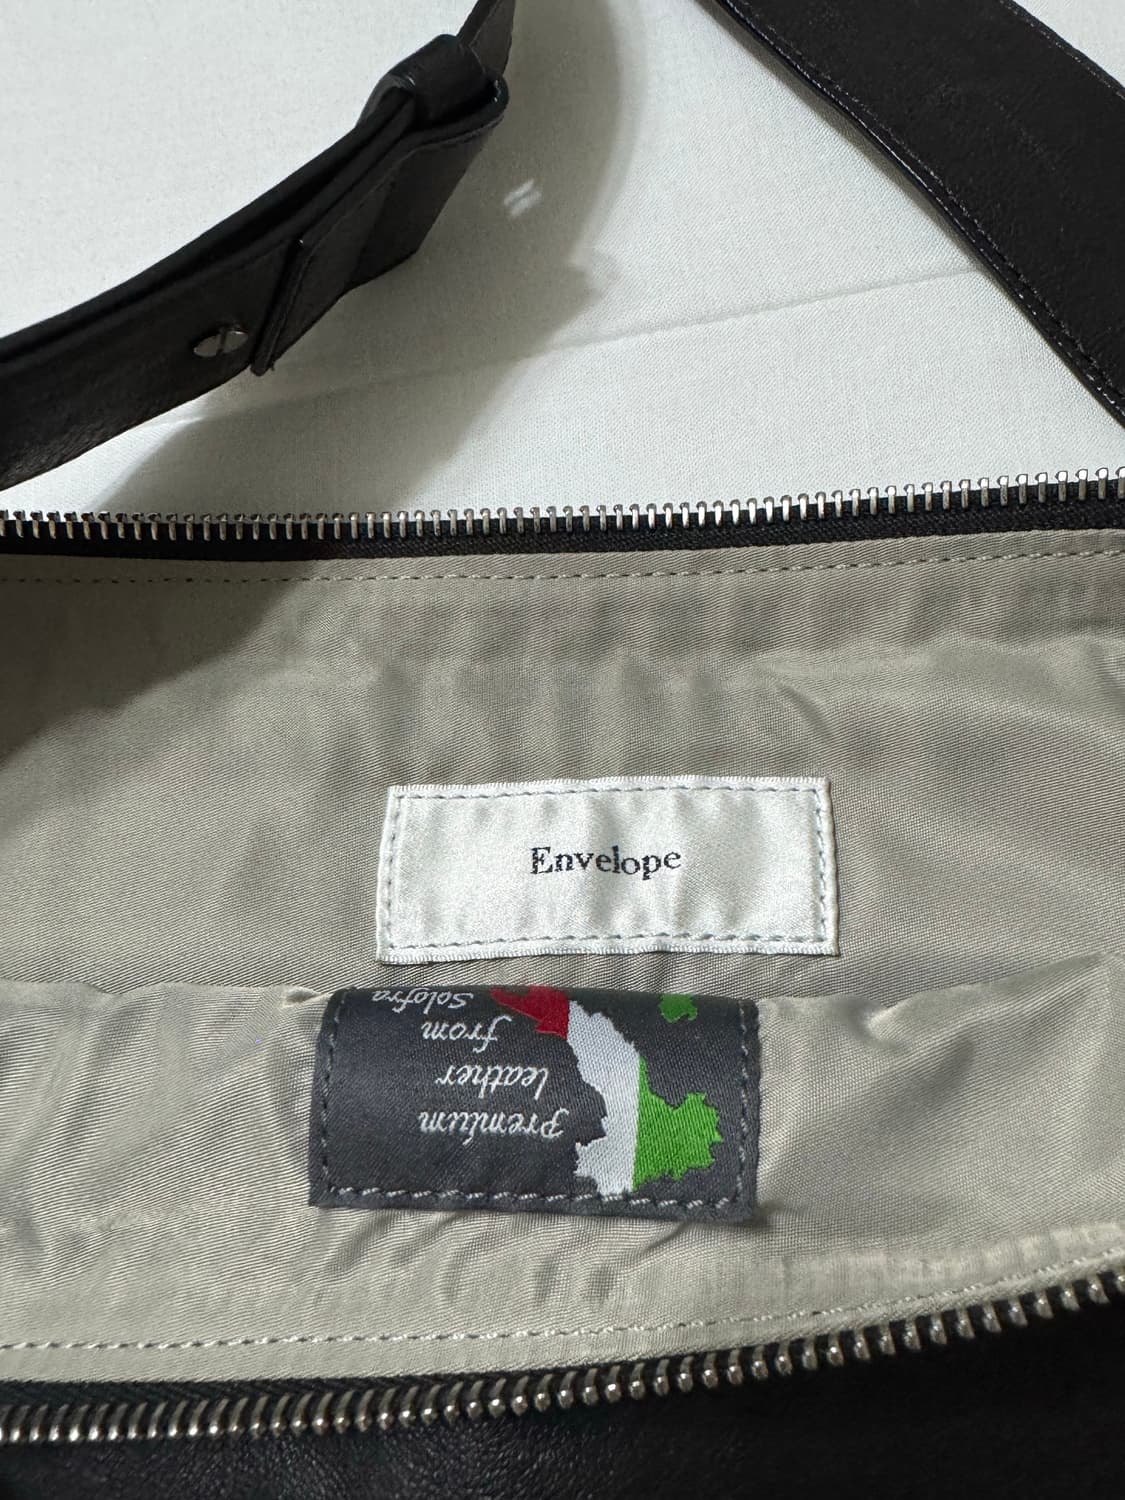 Envelope
Premium
leather
from
Solofra